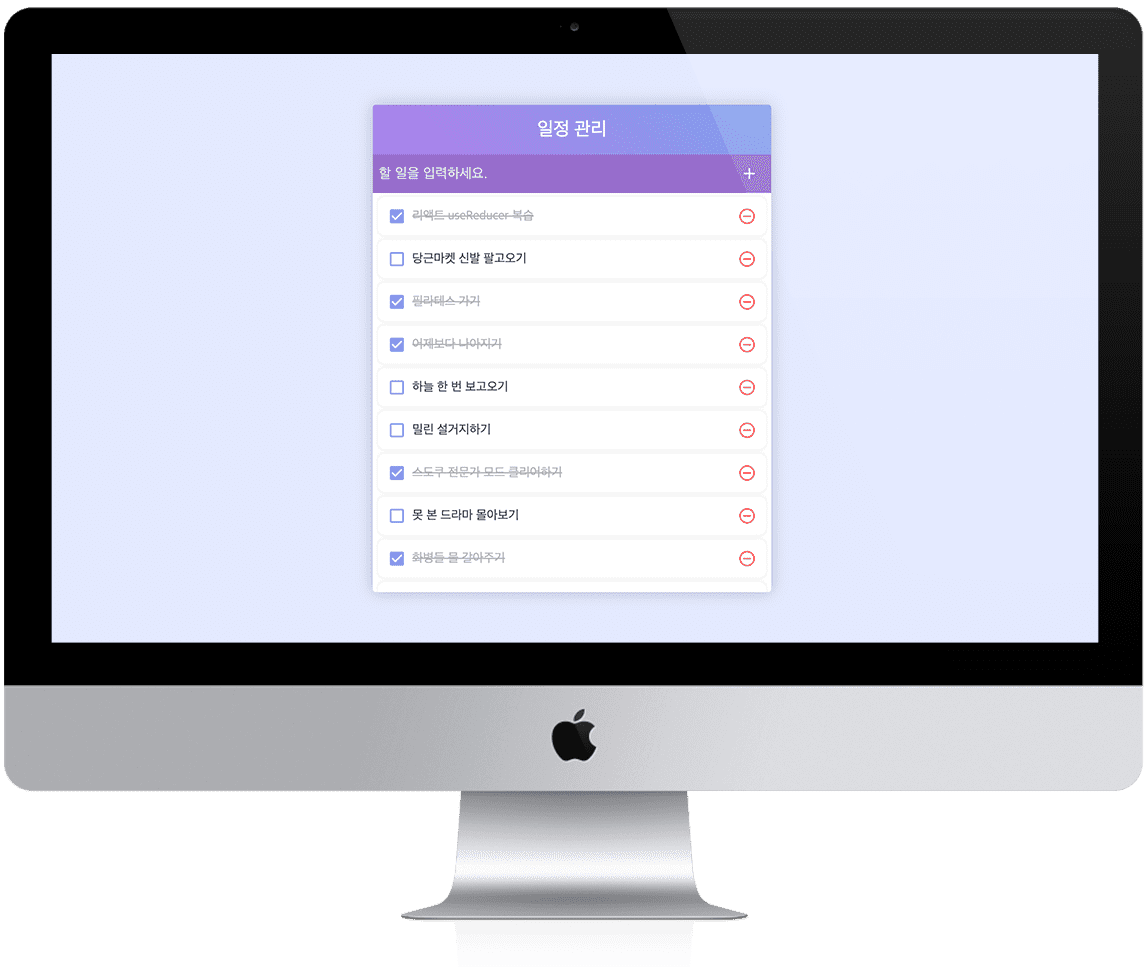 일정 관리
할 일을 입력하세요.
리액트 useReducer 복습
당근마켓 신발 팔고오기
필라테스 가기
어제보다 나아지기
하늘 한 번 보고오기
밀린 설거지하기
스도쿠 전문가 모드 클리어하기
못 본 드라마 몰아보기
화병들 물 갈아주기